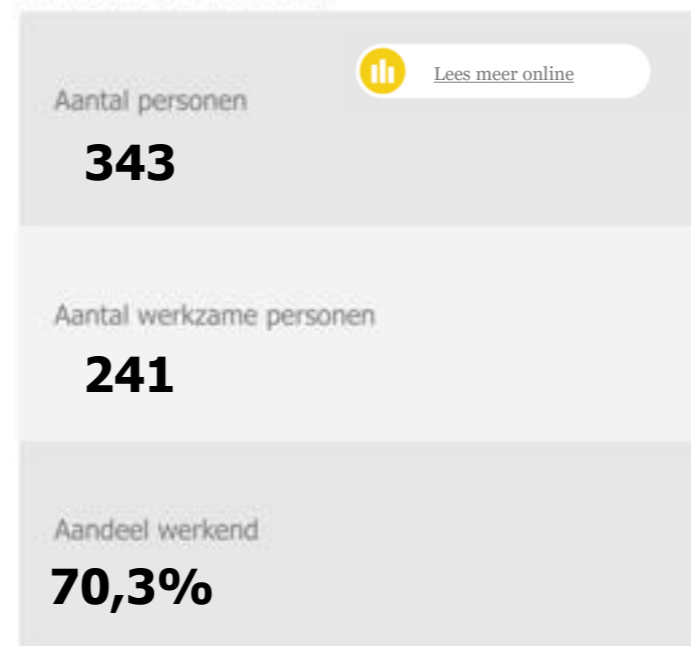 Lees meer online
Aantal personen
343
Aantal werkzame personen
241
Aandeel werkend
70,3%